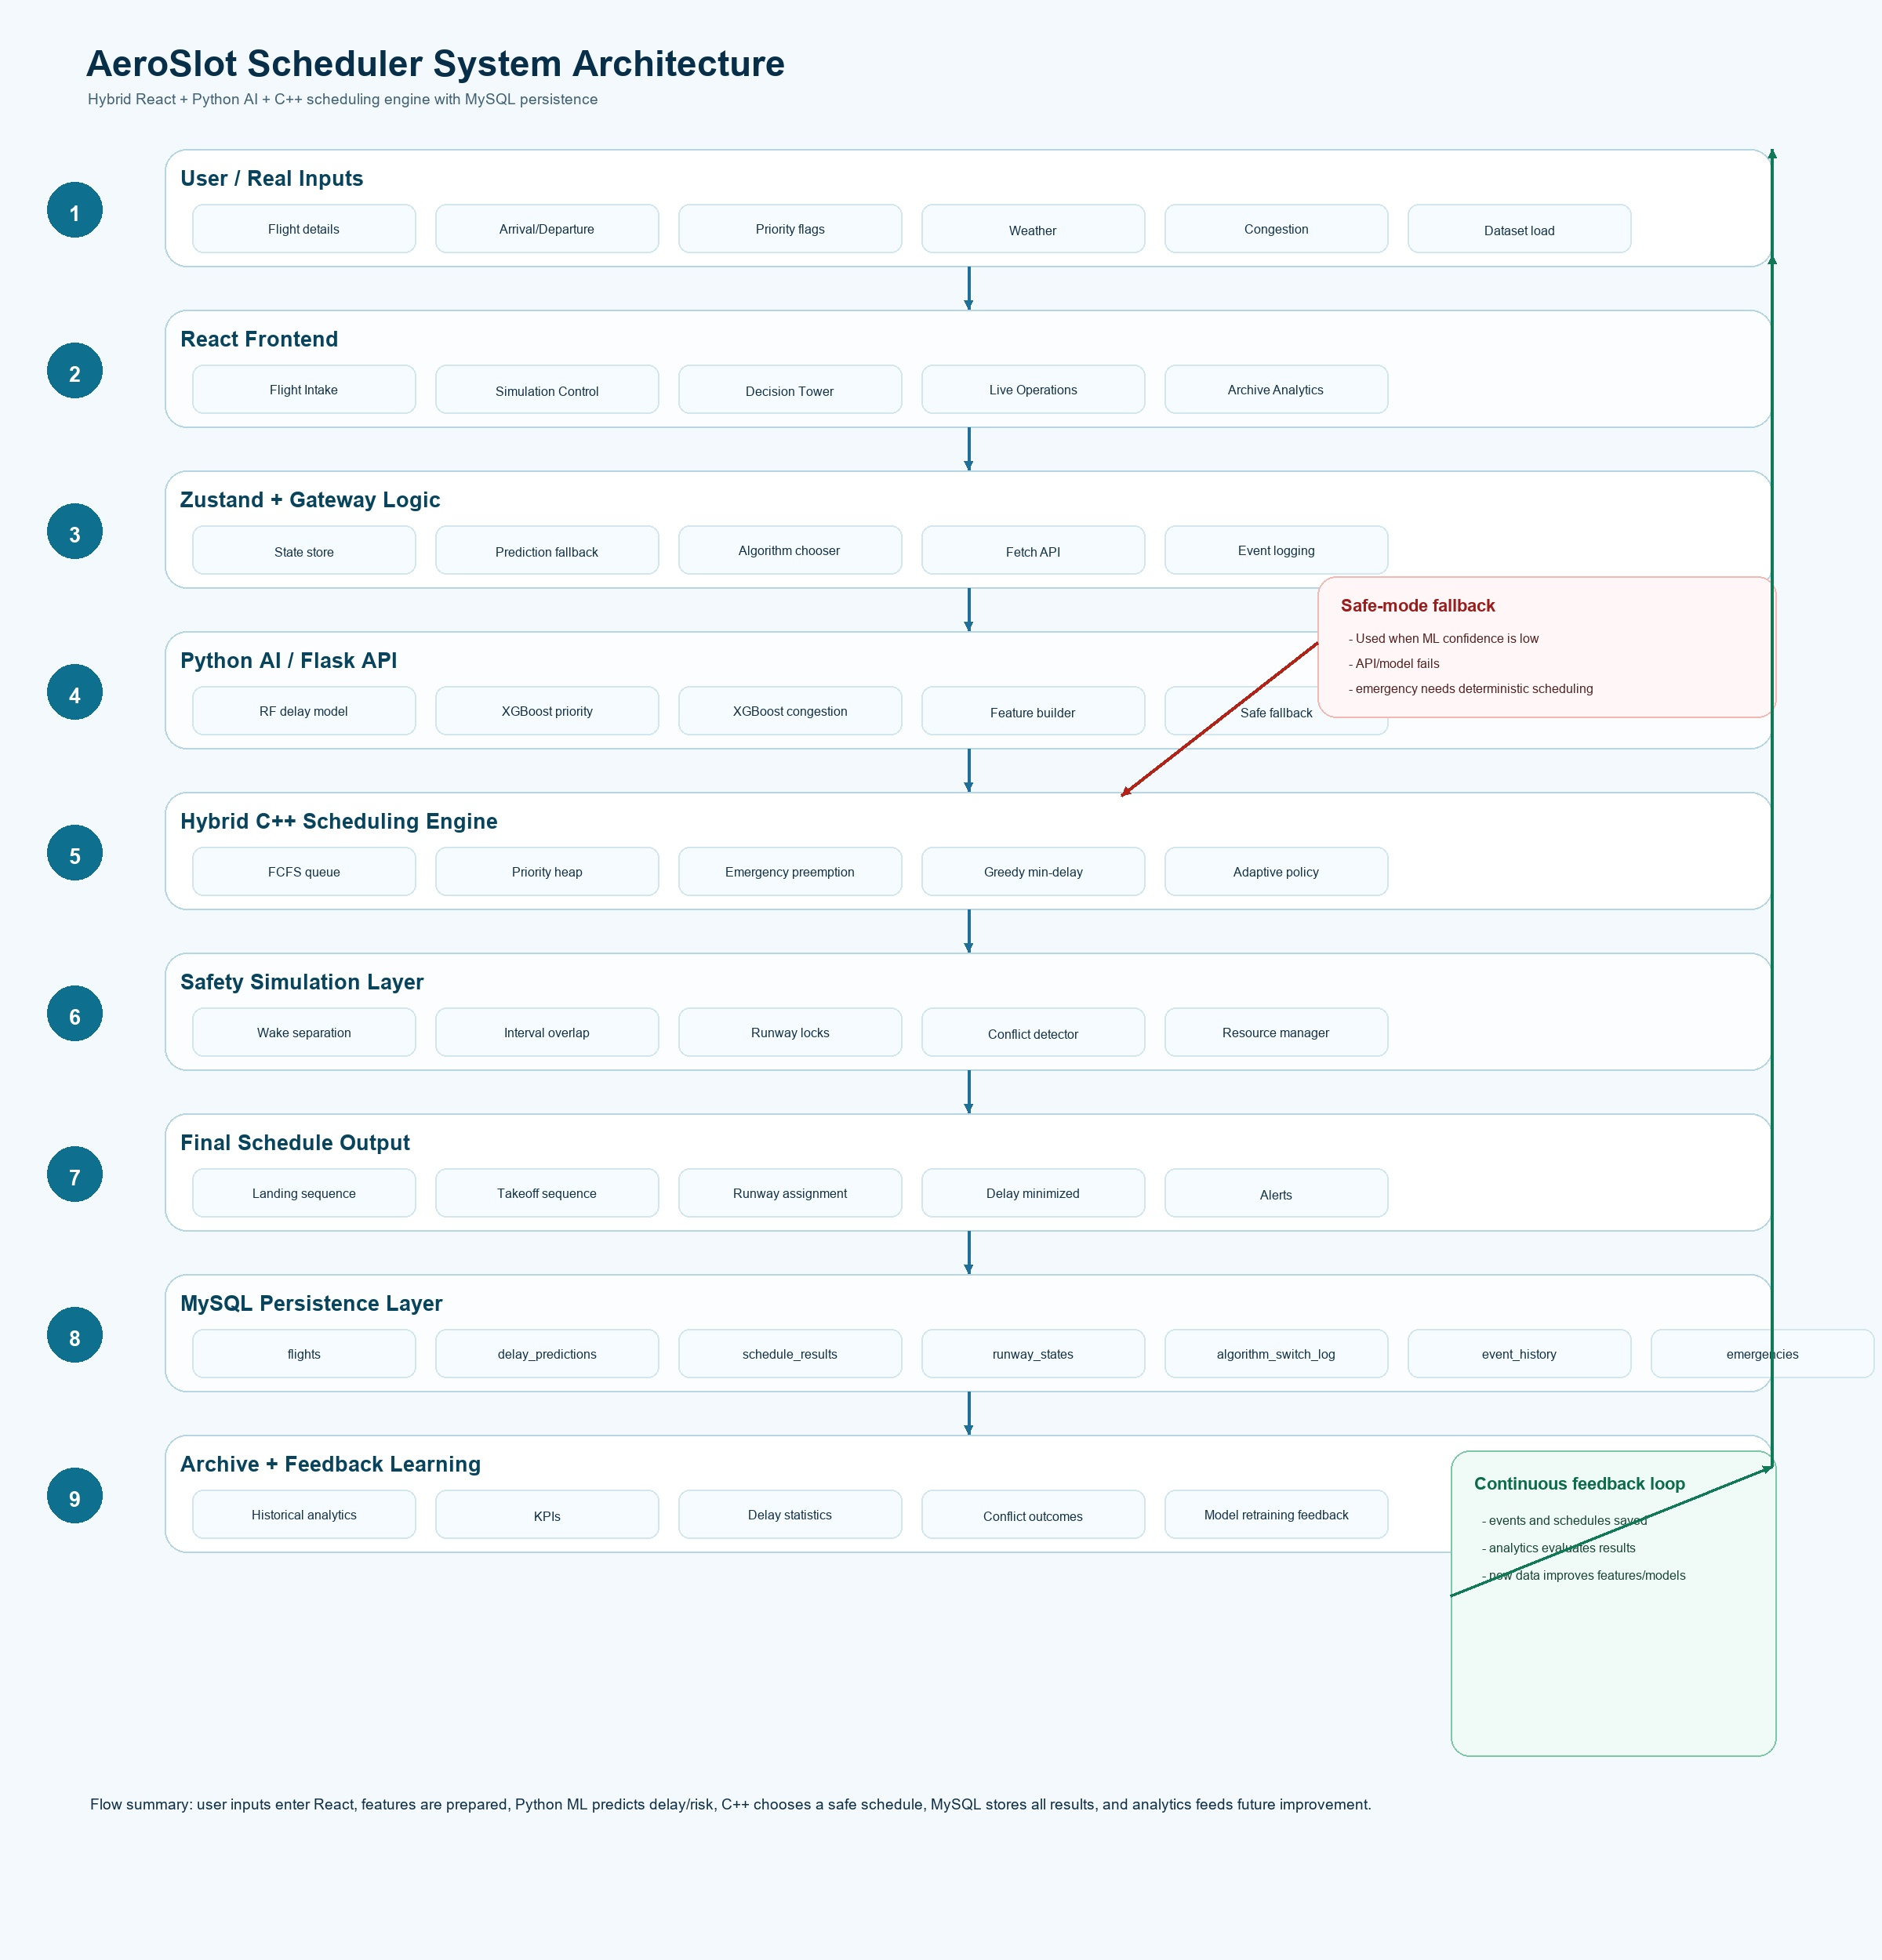 AeroSlot Scheduler System Architecture
Hybrid React + Python AI + C++ scheduling engine with MySQL persistence
1
User / Real Inputs
Flight details
Arrival/Departure
Priority flags
Weather
Congestion
Dataset load
2
React Frontend
Flight Intake
Simulation Control
Decision Tower
Live Operations
Archive Analytics
3
Zustand + Gateway Logic
State store
Prediction fallback
Algorithm chooser
Fetch API
Event logging
Safe-mode fallback
- Used when ML confidence is low
- API/model fails
- emergency needs deterministic scheduling
4
Python AI / Flask API
RF delay model
XGBoost priority
XGBoost congestion
Feature builder
Safe fallback
5
Hybrid C++ Scheduling Engine
FCFS queue
Priority heap
Emergency preemption
Greedy min-delay
Adaptive policy
6
Safety Simulation Layer
Wake separation
Interval overlap
Runway locks
Conflict detector
Resource manager
7
Final Schedule Output
Landing sequence
Takeoff sequence
Runway assignment
Delay minimized
Alerts
8
MySQL Persistence Layer
flights
delay_predictions
schedule_results
runway_states
algorithm_switch_log
event_history
emergencies
9
Archive + Feedback Learning
Historical analytics
KPIs
Delay statistics
Conflict outcomes
Model retraining feedback
Continuous feedback loop
- events and schedules saved
- analytics evaluates results
- new data improves features/models
Flow summary: user inputs enter React, features are prepared, Python ML predicts delay/risk, C++ chooses a safe schedule, MySQL stores all results, and analytics feeds future improvement.